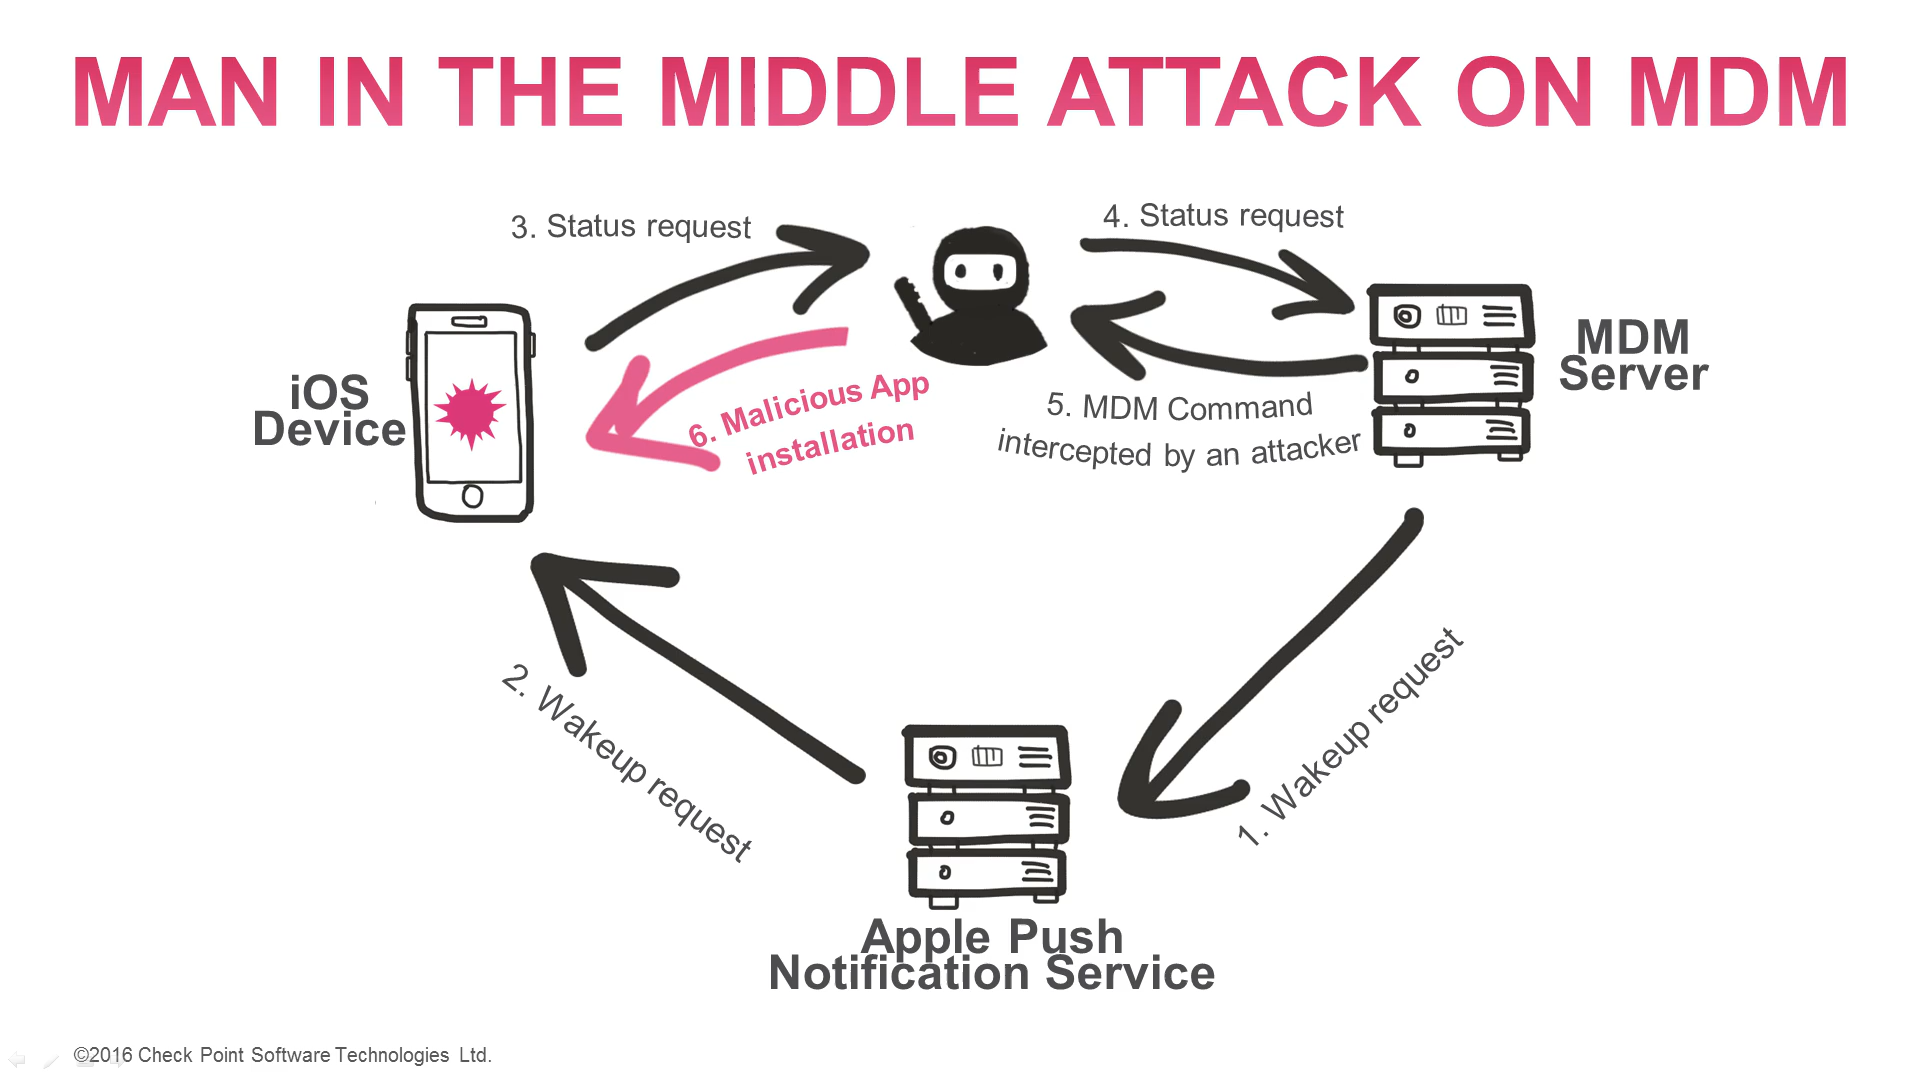 MAN IN THE MIDDLE ATTACK ON MDM
3. Status request
4. Status request
iOS
Device
MDM
Server
6. Malicious App
installation
5. MDM Command
intercepted by an attacker
2. Wakeup request
1. Wakeup request
Apple Push
Notification Service
©2016 Check Point Software Technologies Ltd.